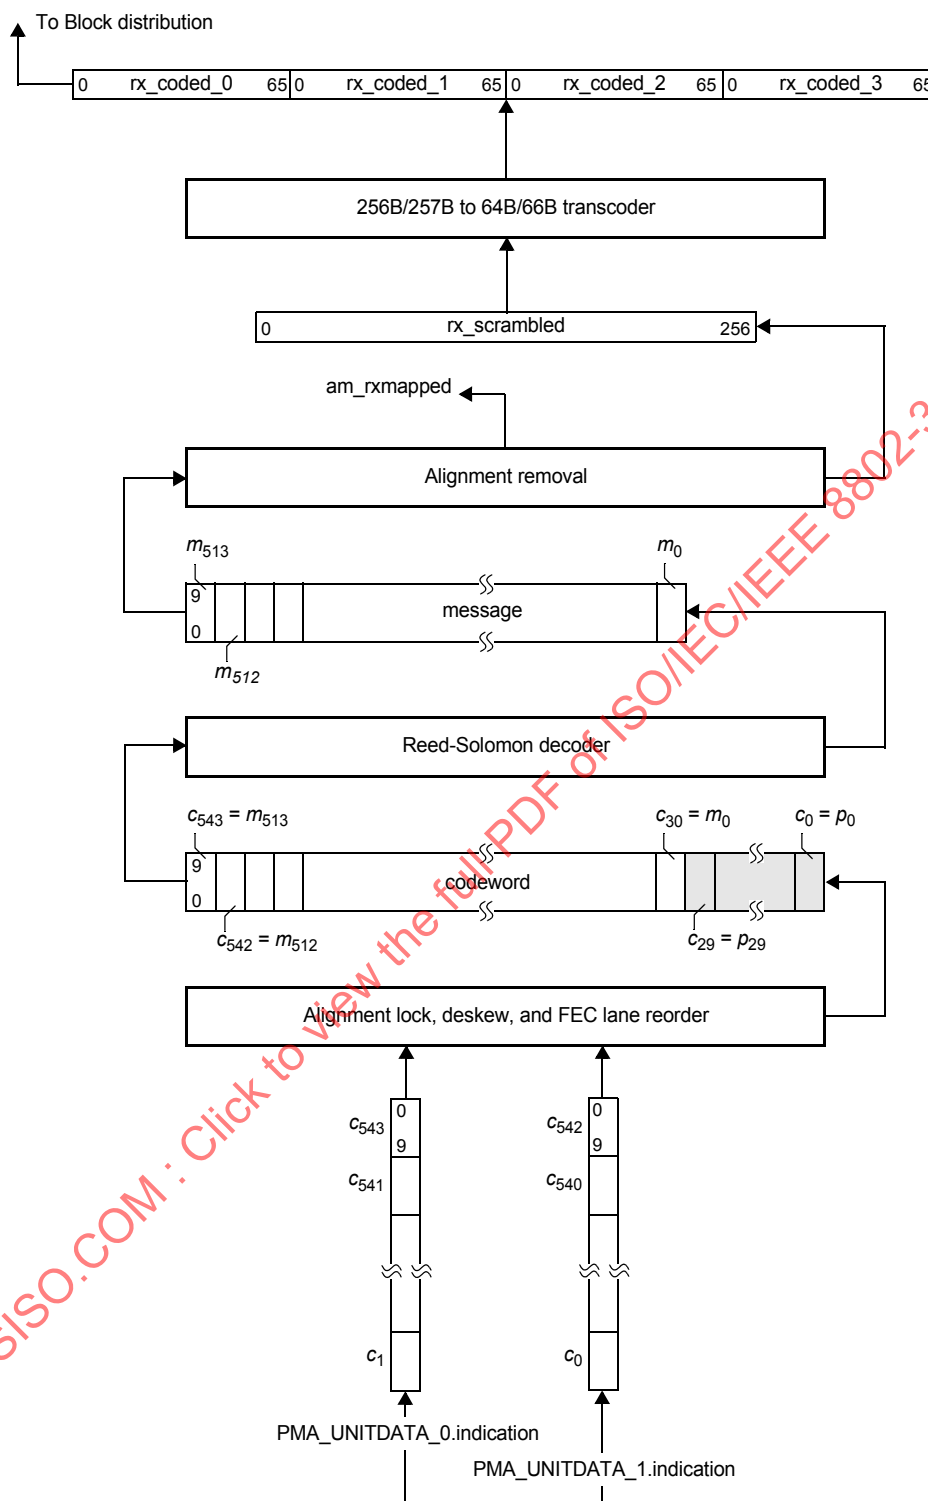 To Block distribution
0 rx_coded_0 65 0 rx_coded_1 65 0 rx_coded_2 65 0 rx_coded_3 65
256B/257B to 64B/66B transcoder
0 rx_scrambled 256
am_rxmapped
Alignment removal
m513 m0
9
message
0
m512
Reed-Solomon decoder
c543 = m513 c30 = m0 c0 = p0
9
codeword
0
c542 = m512 c29 = p29
Alignment lock, deskew, and FEC lane reorder
c543 0 9 c542 0 9
c541 c540
c1 c0
PMA_UNITDATA_0.indication
PMA_UNITDATA_1.indication
SISO.COM : Click to view the full PDF of ISO/IEC/IEEE 8802-3